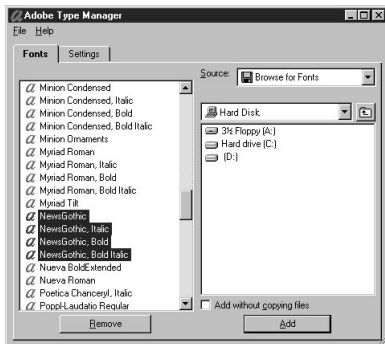 Adobe Type Manager
File Help
Fonts Settings
Minion Condensed
Minion Condensed, Italic
Minion Condensed, Bold
Minion Condensed, Bold Italic
Minion Ornaments
Myriad Roman
Myriad Roman, Italic
Myriad Roman, Bold
Myriad Roman, Bold Italic
Myriad Tilt
NewsGothic
NewsGothic, Italic
NewsGothic, Bold
NewsGothic, Bold Italic
Nueva BoldExtended
Nueva Roman
Poetica Chanceryl, Italic
Poppl-Laudatio Regular
Remove
Source: Browse for Fonts
Hard Disk
3½ Floppy (A:)
Hard drive (C:)
(D:)
Add without copying files
Add